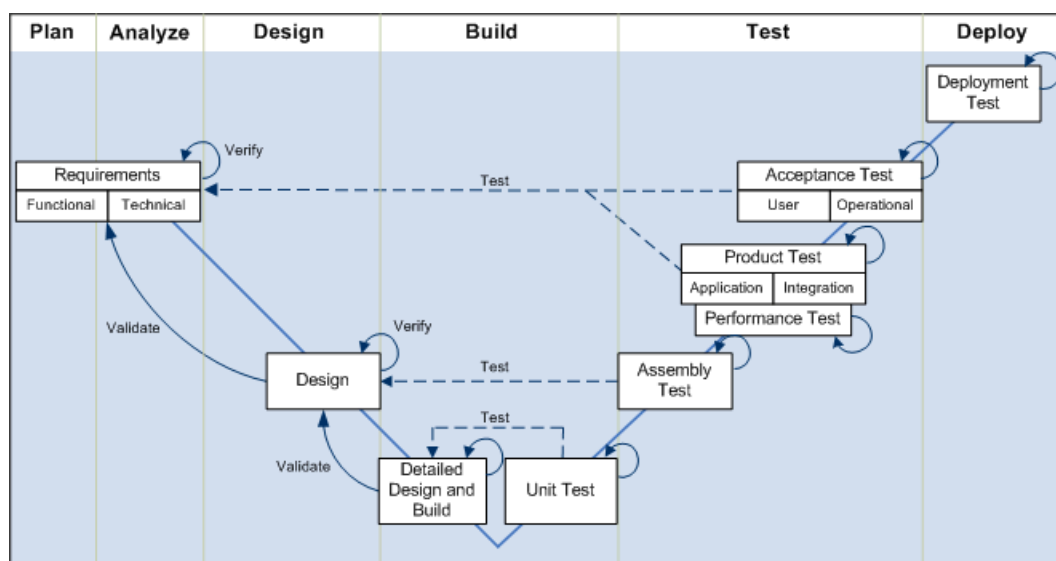 Plan Analyze Design Build Test Deploy
Deployment
Test
Verify
Requirements
Functional Technical
Test
Acceptance Test
User Operational
Product Test
Application Integration
Performance Test
Validate
Verify
Design
Test
Assembly
Test
Test
Validate
Detailed
Design and
Build
Unit Test